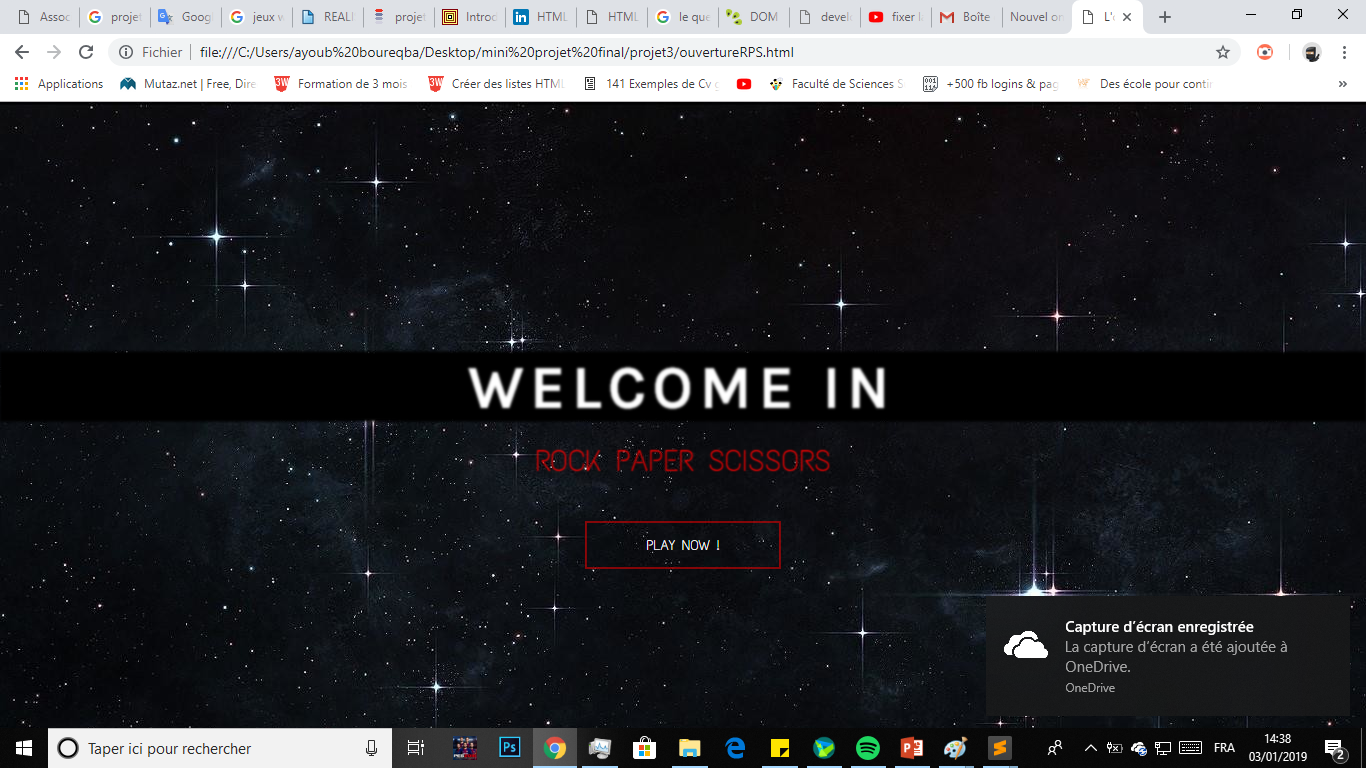 Assoc
projet
Goog
jeux v
REALI
projet
Introd
HTML
HTML
le que
DOM
develo
fixer l
Boîte
Nouvel on
L'
Fichier
file:///C:/Users/ayoub%20boureqba/Desktop/mini%20projet%20final/projet3/ouvertureRPS.html
Applications
Mutaz.net | Free, Dire
Formation de 3 mois
Créer des listes HTML
141 Exemples de Cv
Faculté de Sciences S
+500 fb logins & pag
Des école pour contin
»
WELCOME IN
ROCK PAPER SCISSORS
PLAY NOW !
Capture d'écran enregistrée
La capture d'écran a été ajoutée à
OneDrive.
OneDrive
Taper ici pour rechercher
Ps
FRA
14:38
03/01/2019
2